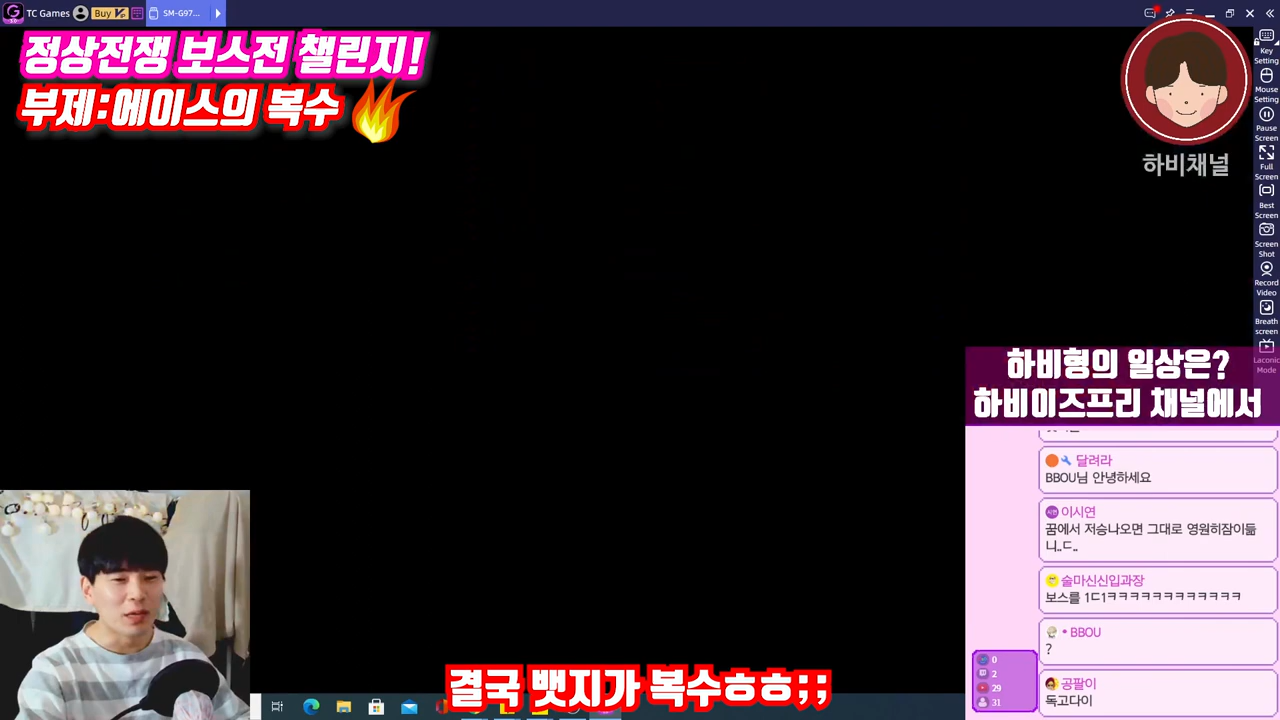 TC Games
Buy
SM-G97...
정상전쟁 보스전 챌린지!
부제:에이스의 복수
하비채널
Key
Setting
Mouse
Setting
Pause
Screen
Full
Screen
Best
Screen
Screen
Shot
Record
Video
Breath
screen
Laconic
Mode
하비형의 일상은?
하비이즈프리 채널에서
달려라
BBOU님 안녕하세요
이시연
꿈에서 저승나오면 그대로 영원히잠이듦
니..ㄷ..
술마신신입과장
보스를 1ㄷ1ㅋㅋㅋㅋㅋㅋㅋㅋㅋㅋㅋㅋ
BBOU
?
공팔이
독고다이
0
2
29
31
결국 뱃지가 복수ㅎㅎ;;